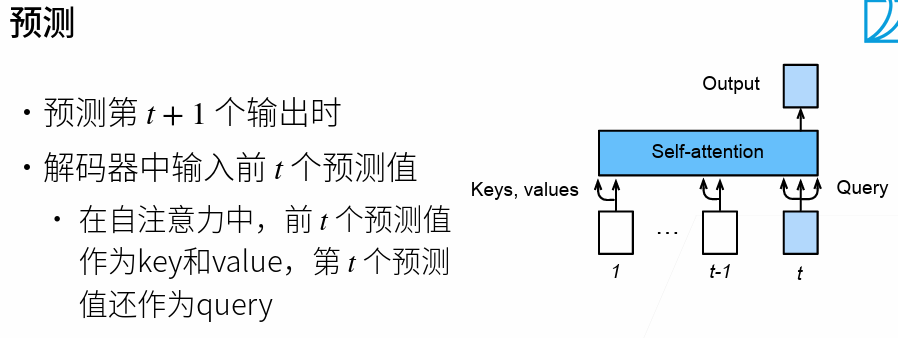 预测
• 预测第 t + 1 个输出时
• 解码器中输入前 t 个预测值
• 在自注意力中，前 t 个预测值
作为key和value，第 t 个预测
值还作为query
Output
Self-attention
Keys, values
Query
...
1
t-1
t